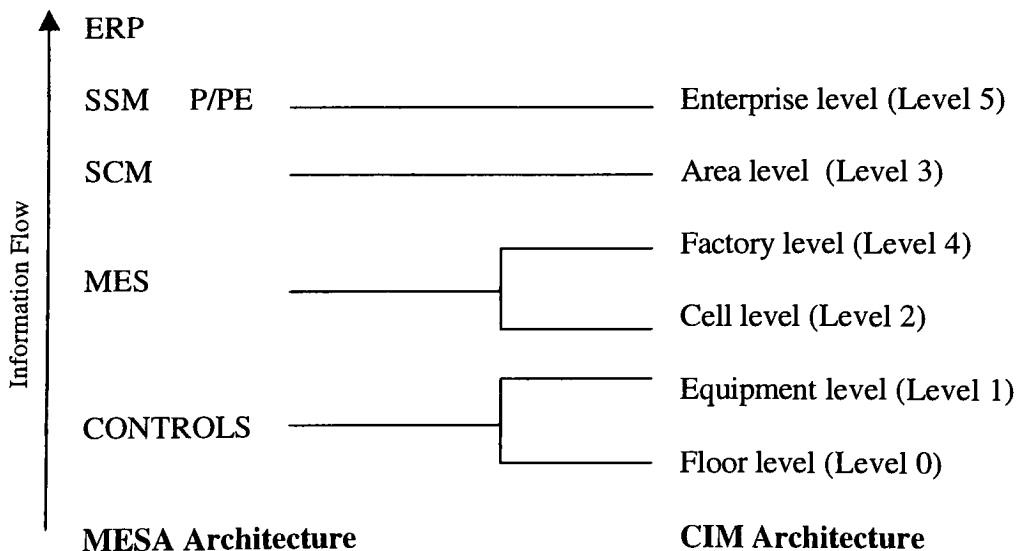 ERP
SSM P/PE Enterprise level (Level 5)
SCM Area level (Level 3)
Factory level (Level 4)
MES
Cell level (Level 2)
Equipment level (Level 1)
CONTROLS
Floor level (Level 0)
Information Flow
MESA Architecture CIM Architecture